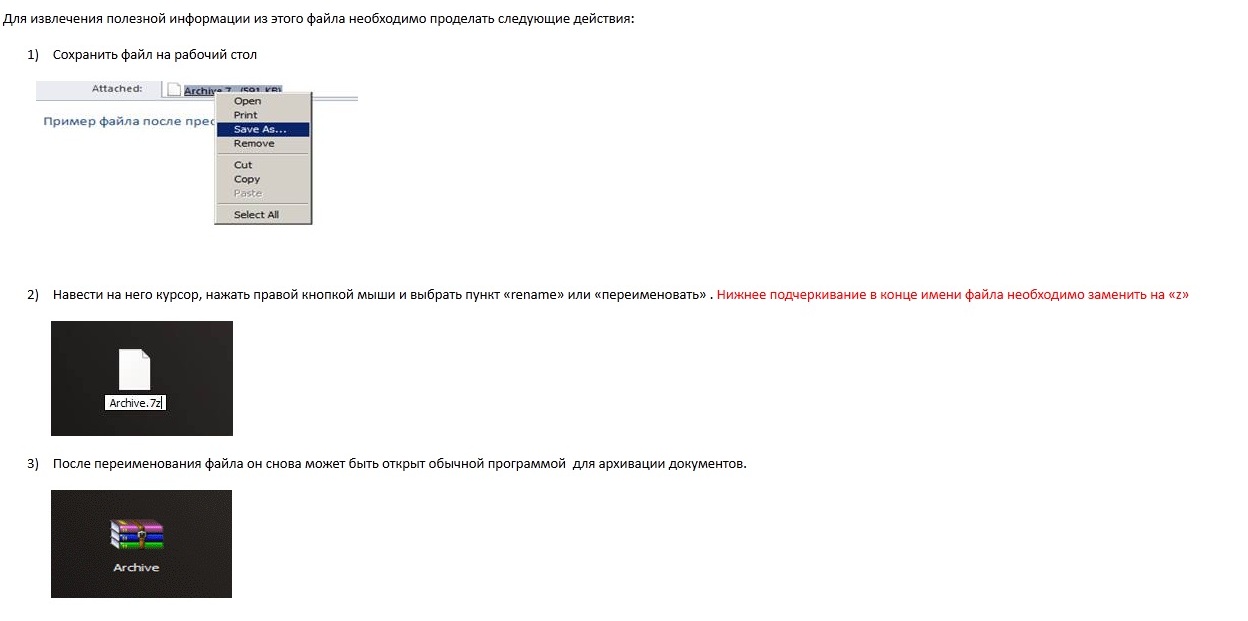 Для извлечения полезной информации из этого файла необходимо проделать следующие действия:
1) Сохранить файл на рабочий стол
Attached: Archive.7_ (591 KB)
Open
Пример файла после прес
Print
Save As...
Remove
Cut
Copy
Paste
Select All
2) Навести на него курсор, нажать правой кнопкой мыши и выбрать пункт «rename» или «переименовать» . Нижнее подчеркивание в конце имени файла необходимо заменить на «z»
Archive.7z
3) После переименования файла он снова может быть открыт обычной программой для архивации документов.
Archive